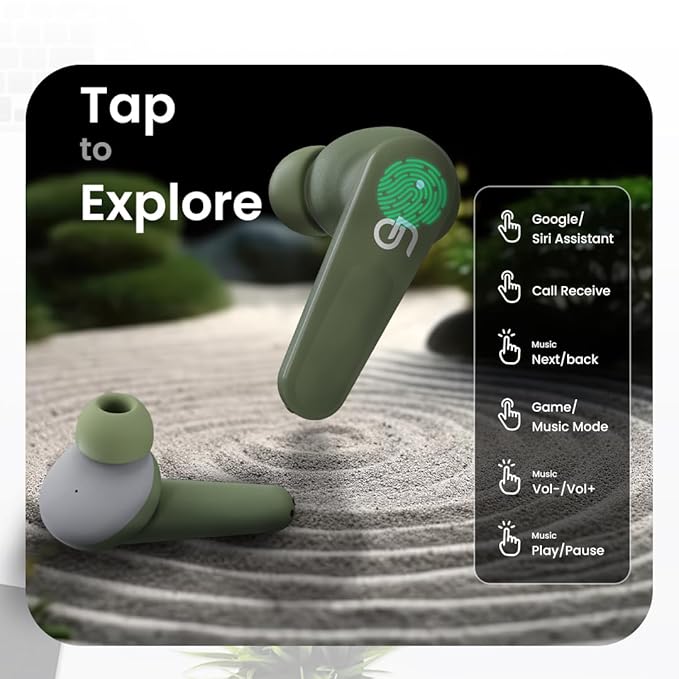 Tap
to
Explore
Google/
Siri Assistant
Call Receive
Music
Next/back
Game/
Music Mode
Music
Vol-/Vol+
Music
Play/Pause